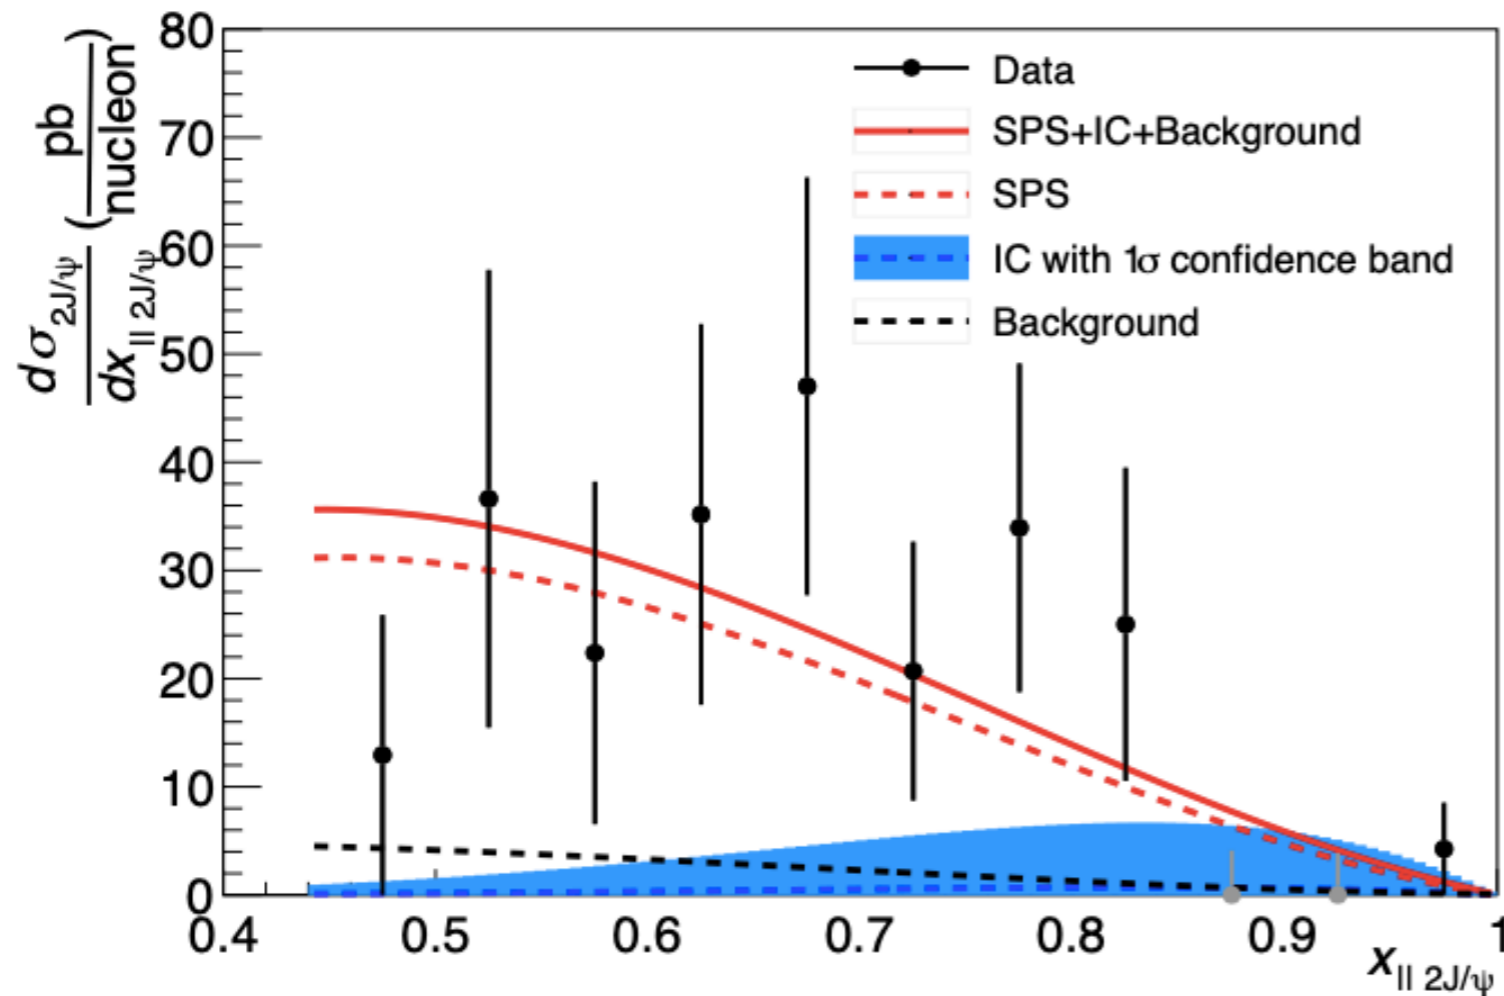 dσ2J/ψ / dx|| 2J/ψ (pb / nucleon)
80
70
60
50
40
30
20
10
0
Data
SPS+IC+Background
SPS
IC with 1σ confidence band
Background
0.4 0.5 0.6 0.7 0.8 0.9 1
x|| 2J/ψ